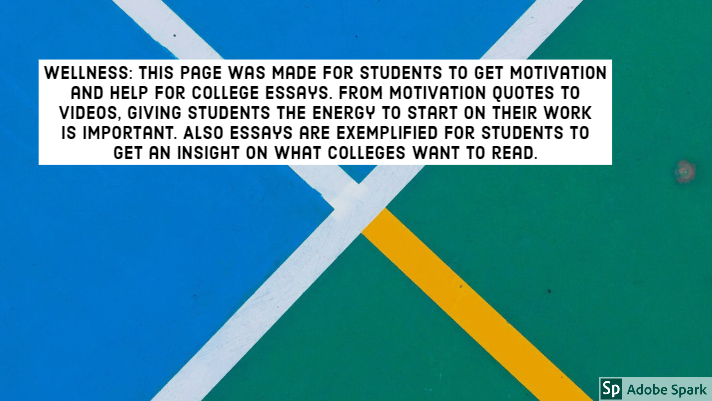 WELLNESS: THIS PAGE WAS MADE FOR STUDENTS TO GET MOTIVATION
AND HELP FOR COLLEGE ESSAYS. FROM MOTIVATION QUOTES TO
VIDEOS, GIVING STUDENTS THE ENERGY TO START ON THEIR WORK
IS IMPORTANT. ALSO ESSAYS ARE EXEMPLIFIED FOR STUDENTS TO
GET AN INSIGHT ON WHAT COLLEGES WANT TO READ.
Sp Adobe Spark